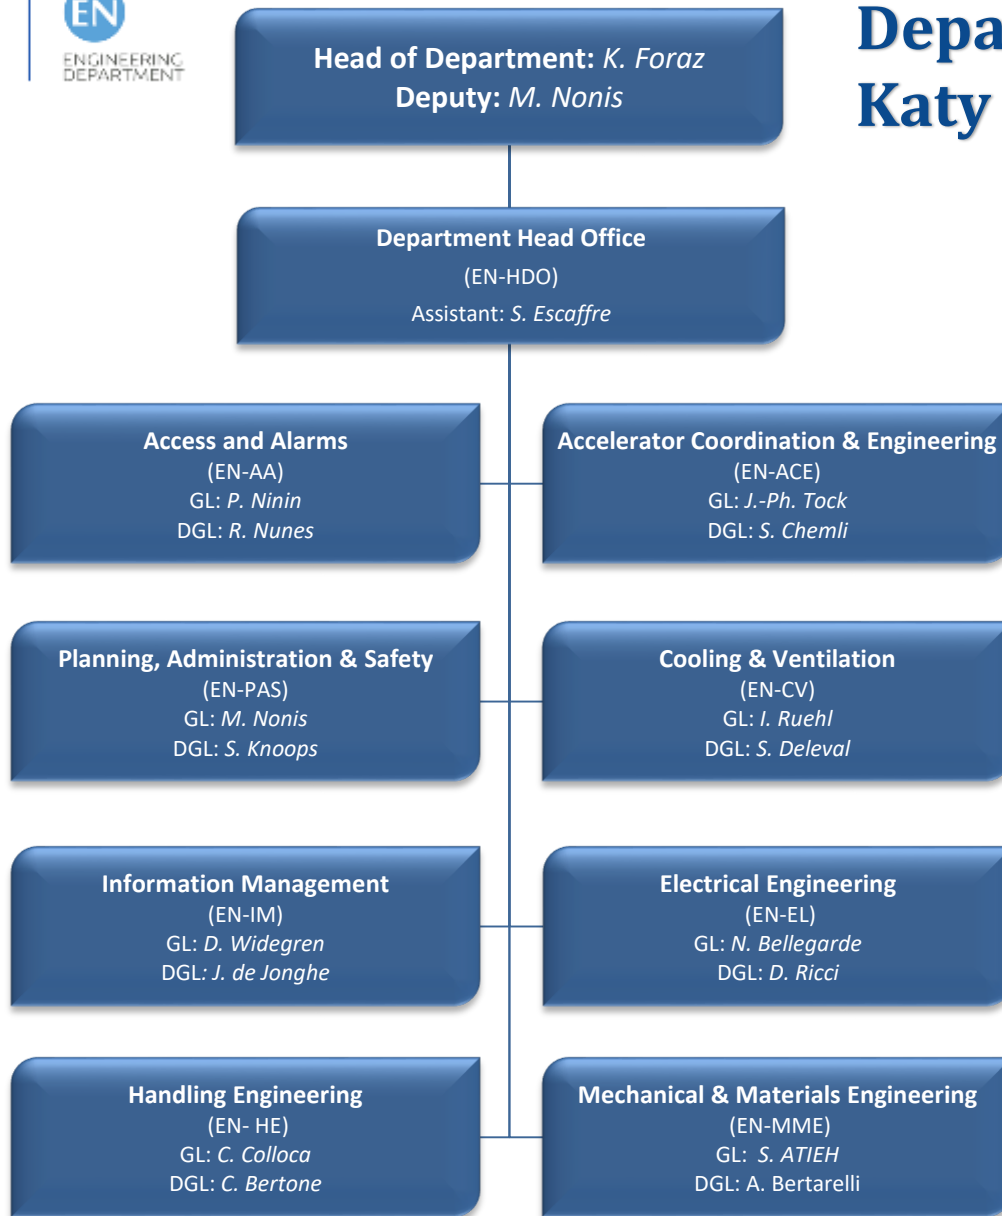 EN
ENGINEERING
DEPARTMENT
Head of Department: K. Foraz
Deputy: M. Nonis
Depa
Katy
Department Head Office
(EN-HDO)
Assistant: S. Escaffre
Access and Alarms
(EN-AA)
GL: P. Ninin
DGL: R. Nunes
Accelerator Coordination & Engineering
(EN-ACE)
GL: J.-Ph. Tock
DGL: S. Chemli
Planning, Administration & Safety
(EN-PAS)
GL: M. Nonis
DGL: S. Knoops
Cooling & Ventilation
(EN-CV)
GL: I. Ruehl
DGL: S. Deleval
Information Management
(EN-IM)
GL: D. Widegren
DGL: J. de Jonghe
Electrical Engineering
(EN-EL)
GL: N. Bellegarde
DGL: D. Ricci
Handling Engineering
(EN- HE)
GL: C. Colloca
DGL: C. Bertone
Mechanical & Materials Engineering
(EN-MME)
GL: S. ATIEH
DGL: A. Bertarelli